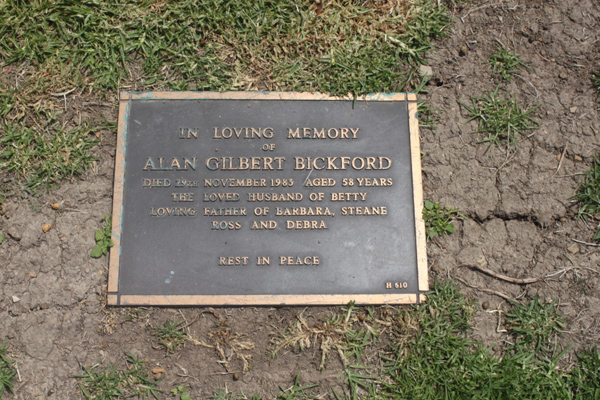 IN LOVING MEMORY
OF
ALAN GILBERT BICKFORD
DIED 29TH NOVEMBER 1983 AGED 58 YEARS
THE LOVED HUSBAND OF BETTY
LOVING FATHER OF BARBARA, STEANE
ROSS AND DEBRA
REST IN PEACE
H 610